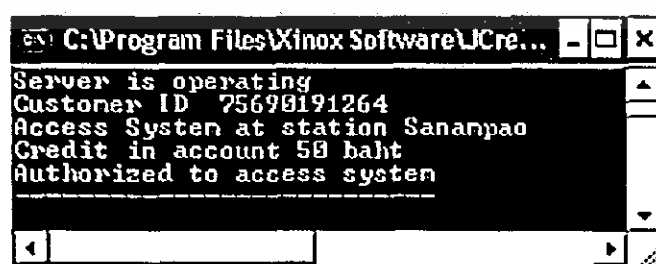 C:\Program Files\Xinox Software\JCre...
Server is operating
Customer ID 75690191264
Access System at station Sanampao
Credit in account 50 baht
Authorized to access system